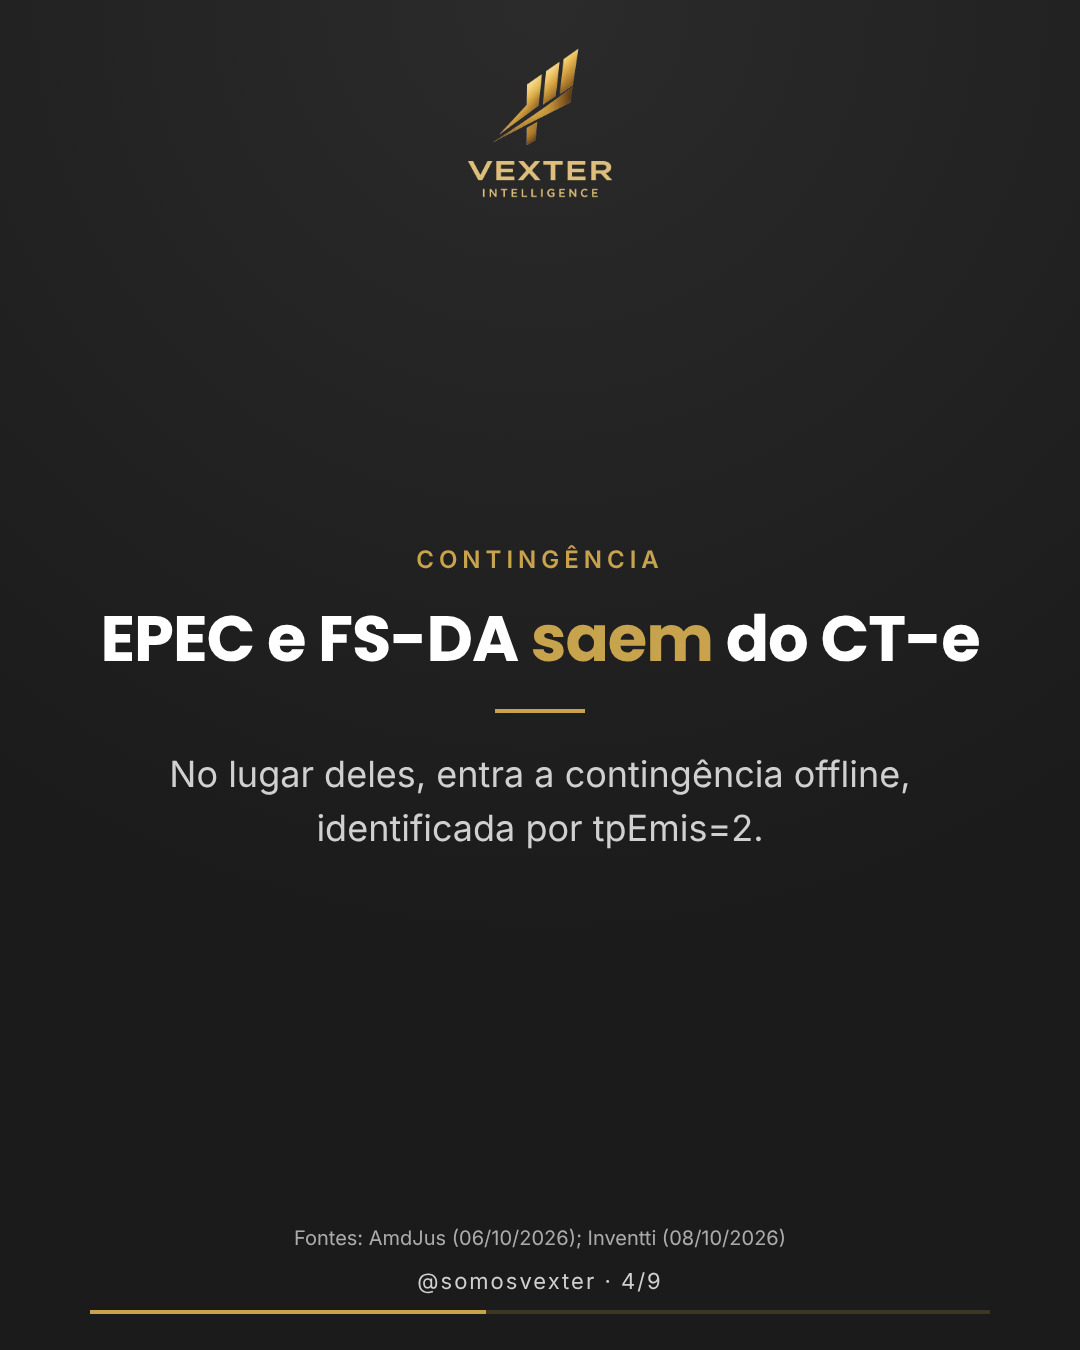 VEXTER
INTELLIGENCE
CONTINGÊNCIA
EPEC e FS-DA saem do CT-e
No lugar deles, entra a contingência offline,
identificada por tpEmis=2.
Fontes: AmdJus (06/10/2026); Inventti (08/10/2026)
@somosvexter · 4/9